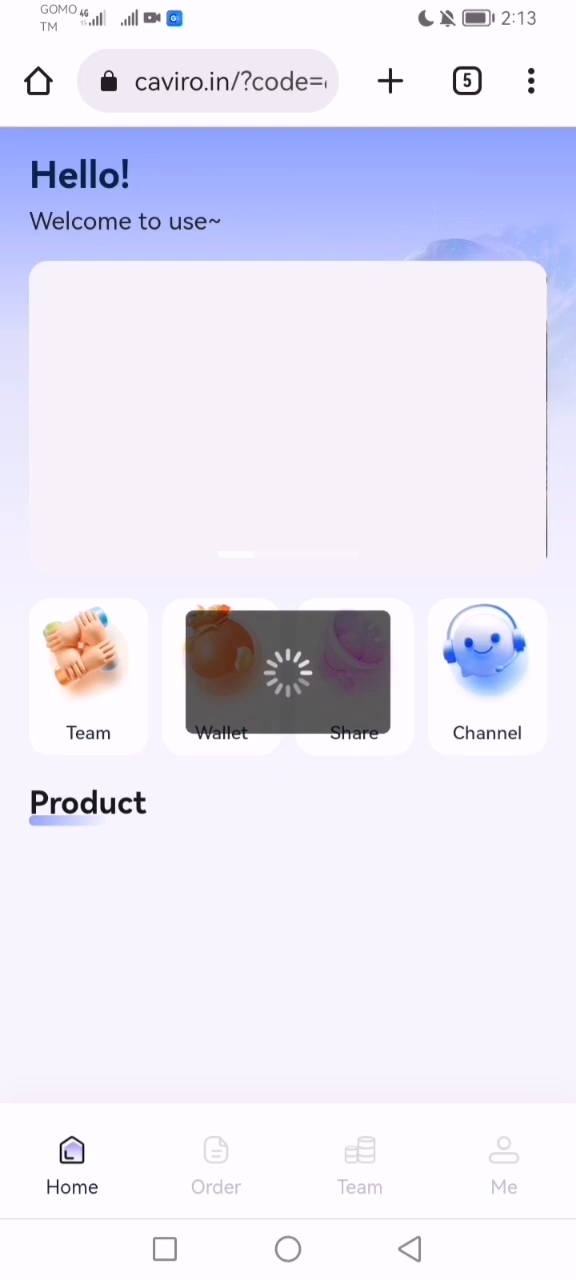 GOMO
TM
4G
2:13
caviro.in/?code=
5
Hello!
Welcome to use~
Team
Wallet
Share
Channel
Product
Home
Order
Team
Me